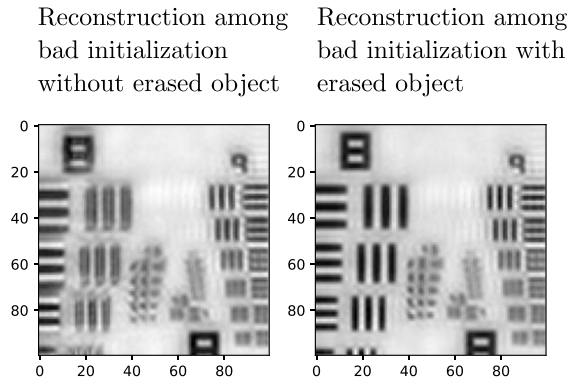 Reconstruction among
bad initialization
without erased object
Reconstruction among
bad initialization with
erased object
0
20
40
60
80
0 20 40 60 80
0
20
40
60
80
0 20 40 60 80